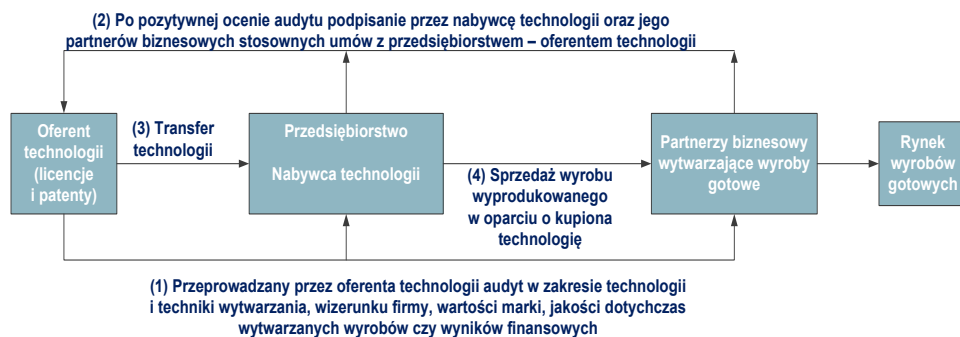 (2) Po pozytywnej ocenie audytu podpisanie przez nabywcę technologii oraz jego
partnerów biznesowych stosownych umów z przedsiębiorstwem – oferentem technologii
Oferent
technologii
(licencje
i patenty)
(3) Transfer
technologii
Przedsiębiorstwo
Nabywca technologii
(4) Sprzedaż wyrobu
wyprodukowanego
w oparciu o kupiona
technologię
Partnerzy biznesowy
wytwarzające wyroby
gotowe
Rynek
wyrobów
gotowych
(1) Przeprowadzany przez oferenta technologii audyt w zakresie technologii
i techniki wytwarzania, wizerunku firmy, wartości marki, jakości dotychczas
wytwarzanych wyrobów czy wyników finansowych